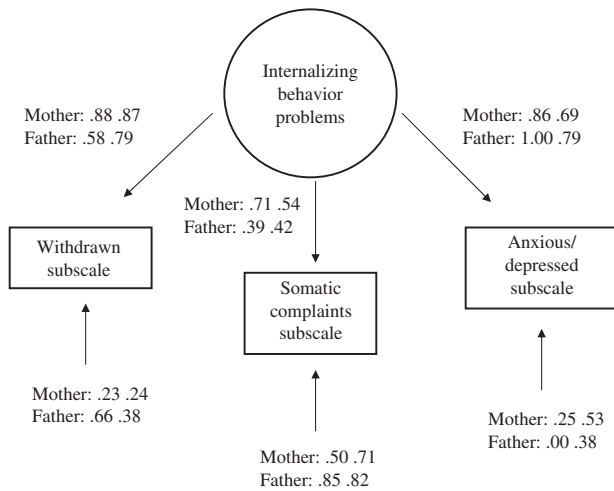 Internalizing
behavior
problems
Mother: .88 .87
Father: .58 .79
Mother: .86 .69
Father: 1.00 .79
Mother: .71 .54
Father: .39 .42
Withdrawn
subscale
Somatic
complaints
subscale
Anxious/
depressed
subscale
Mother: .23 .24
Father: .66 .38
Mother: .50 .71
Father: .85 .82
Mother: .25 .53
Father: .00 .38